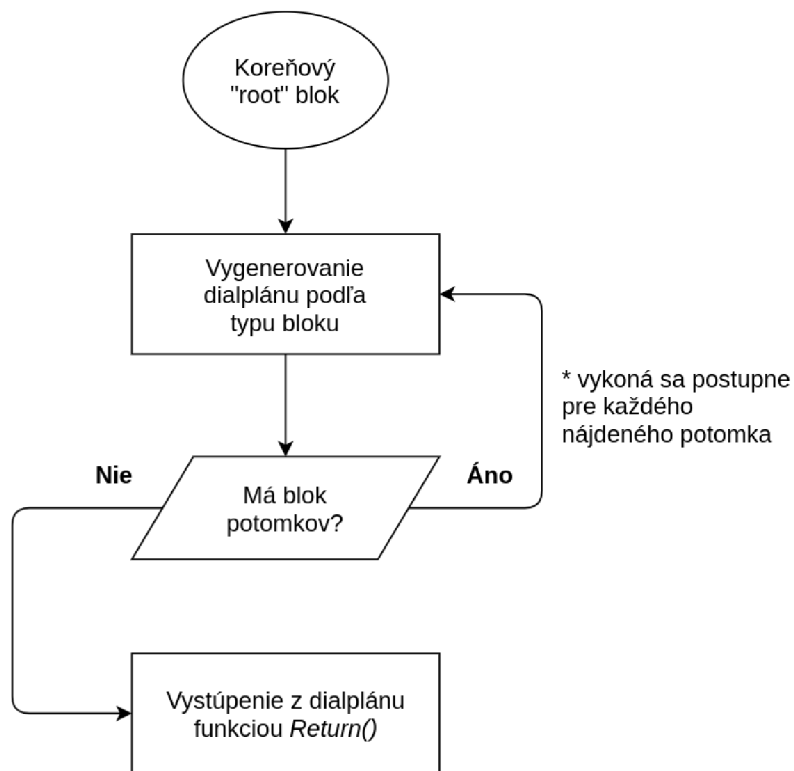 Koreňový
"root" blok
Vygenerovanie
dialplánu podľa
typu bloku
* vykoná sa postupne
pre každého
nájdeného potomka
Nie
Áno
Má blok
potomkov?
Vystúpenie z dialplánu
funkciou Return()